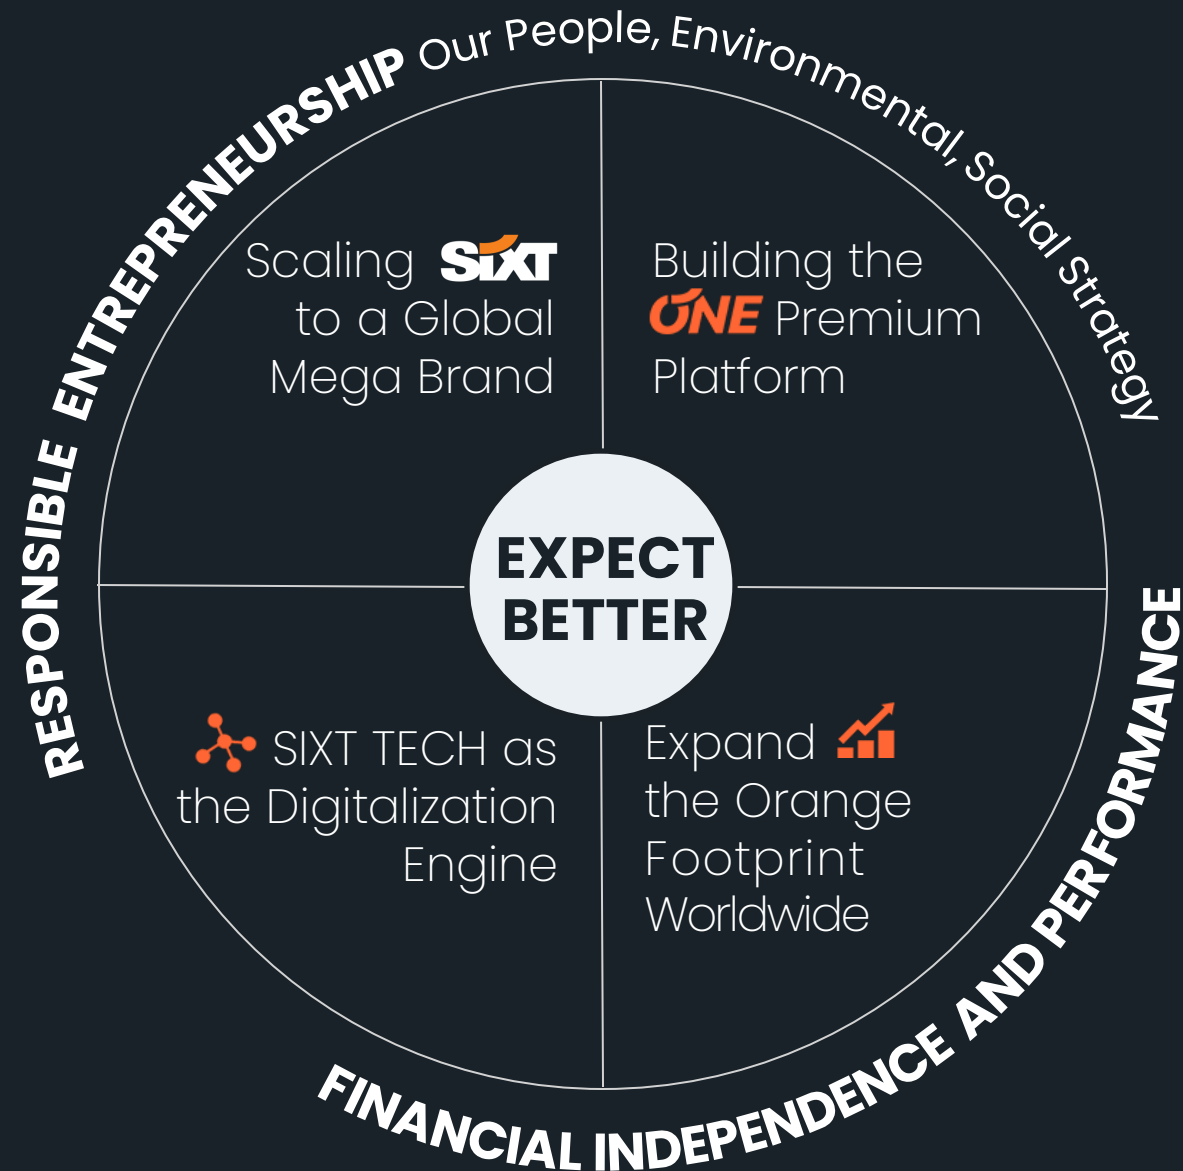 RESPONSIBLE ENTREPRENEURSHIP Our People, Environmental, Social Strategy
Scaling SiXT
to a Global
Mega Brand
Building the
ONE Premium
Platform
EXPECT
BETTER
SIXT TECH as
the Digitalization
Engine
Expand
the Orange
Footprint
Worldwide
FINANCIAL INDEPENDENCE AND PERFORMANCE